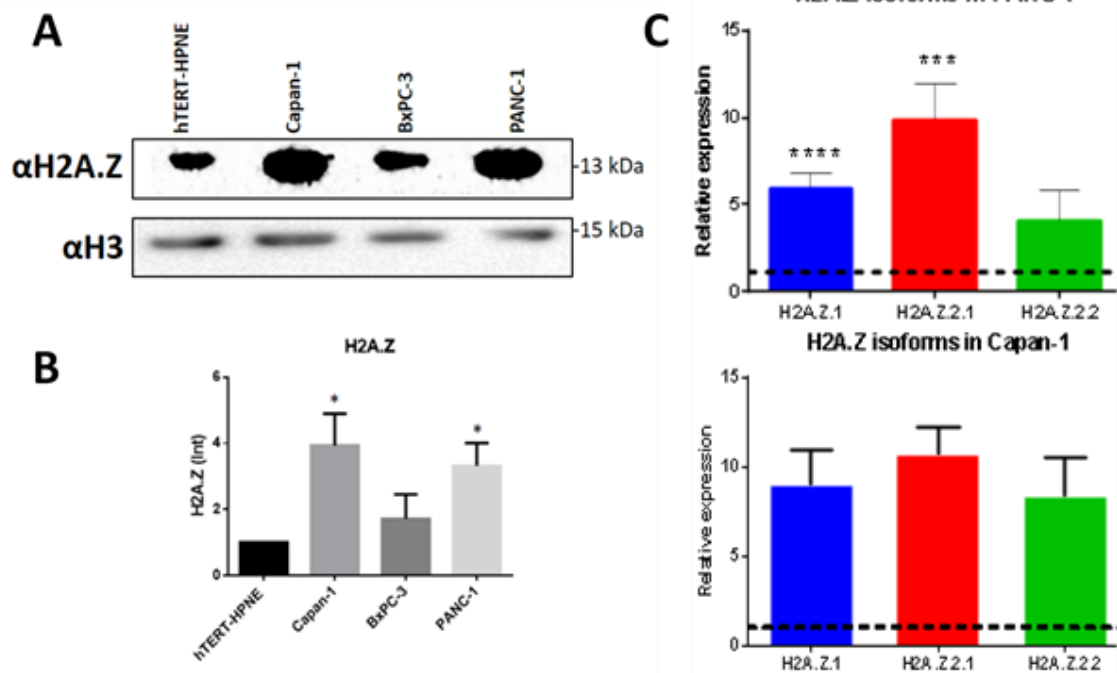 A
hTERT-HPNE
Capan-1
BxPC-3
PANC-1
αH2A.Z
-13 kDa
αH3
-15 kDa
B
H2A.Z
H2A.Z (Int)
6
4
2
0
*
*
hTERT-HPNE
Capan-1
BxPC-3
PANC-1
C
Relative expression
15
10
5
0
****
***
H2A.Z.1
H2A.Z.2.1
H2A.Z.2.2
H2A.Z isoforms in Capan-1
Relative expression
15
10
5
0
H2A.Z.1
H2A.Z.2.1
H2A.Z.2.2